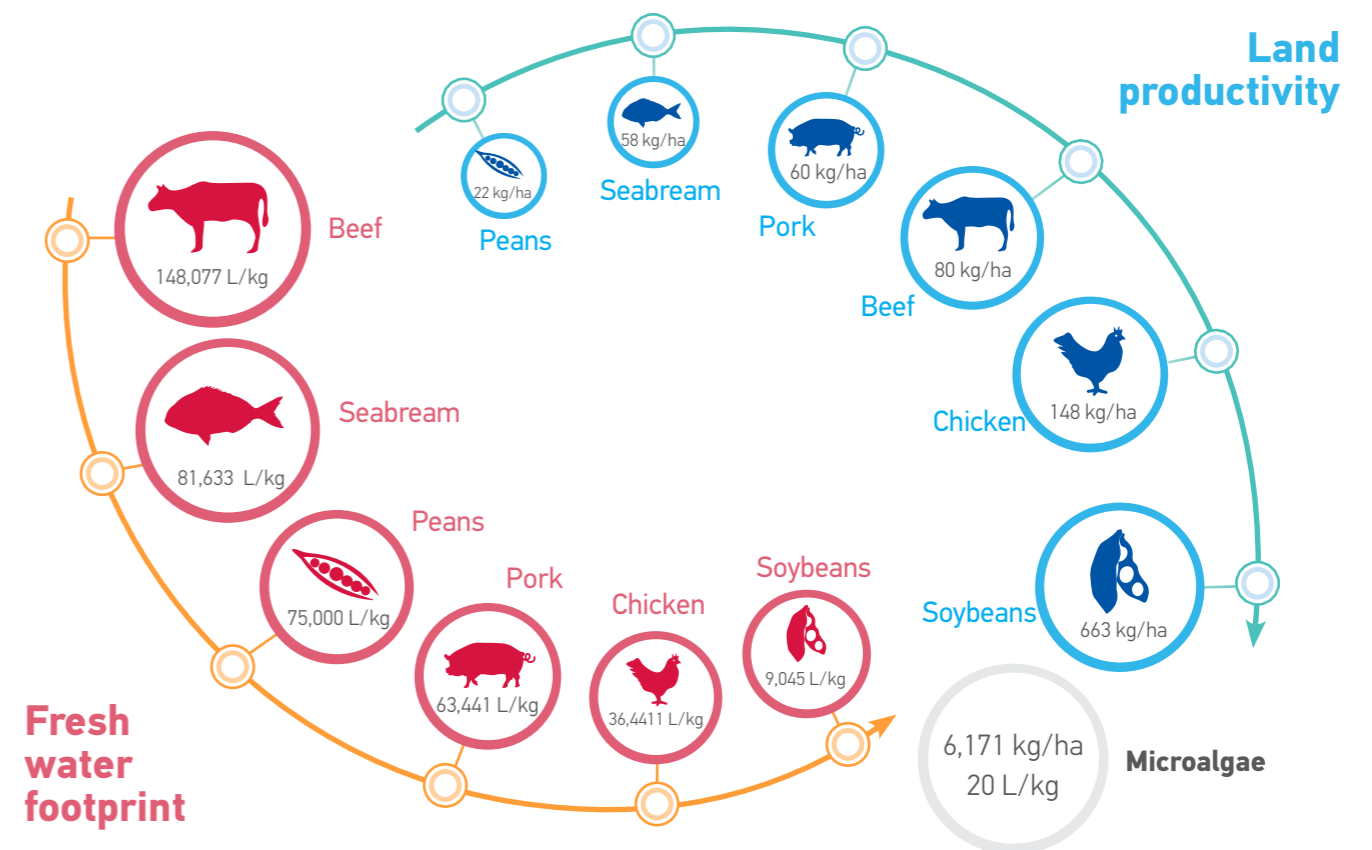 Land
productivity
22 kg/ha
Peans
58 kg/ha
Seabream
60 kg/ha
Pork
80 kg/ha
Beef
148 kg/ha
Chicken
663 kg/ha
Soybeans
Beef
148,077 L/kg
Seabream
81,633 L/kg
Peans
75,000 L/kg
Pork
63,441 L/kg
Chicken
36,4411 L/kg
Soybeans
9,045 L/kg
Fresh
water
footprint
6,171 kg/ha
20 L/kg
Microalgae